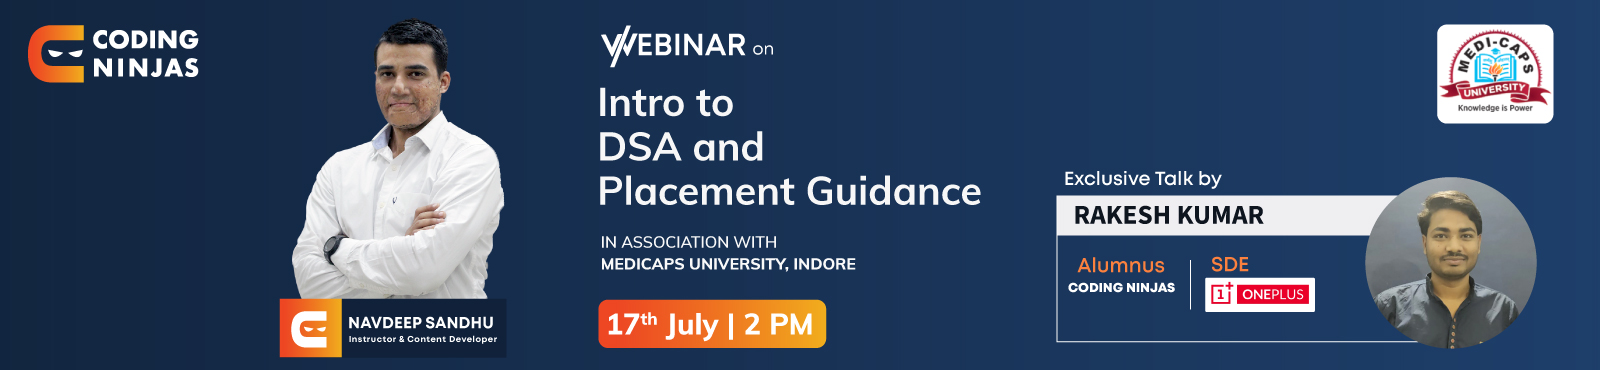 CODING
NINJAS
WEBINAR on
Intro to
DSA and
Placement Guidance
IN ASSOCIATION WITH
MEDICAPS UNIVERSITY, INDORE
17th July | 2 PM
NAVDEEP SANDHU
Instructor & Content Developer
MEDI-CAPS
UNIVERSITY
Knowledge is Power
Exclusive Talk by
RAKESH KUMAR
Alumnus
CODING NINJAS
SDE
1+ ONEPLUS